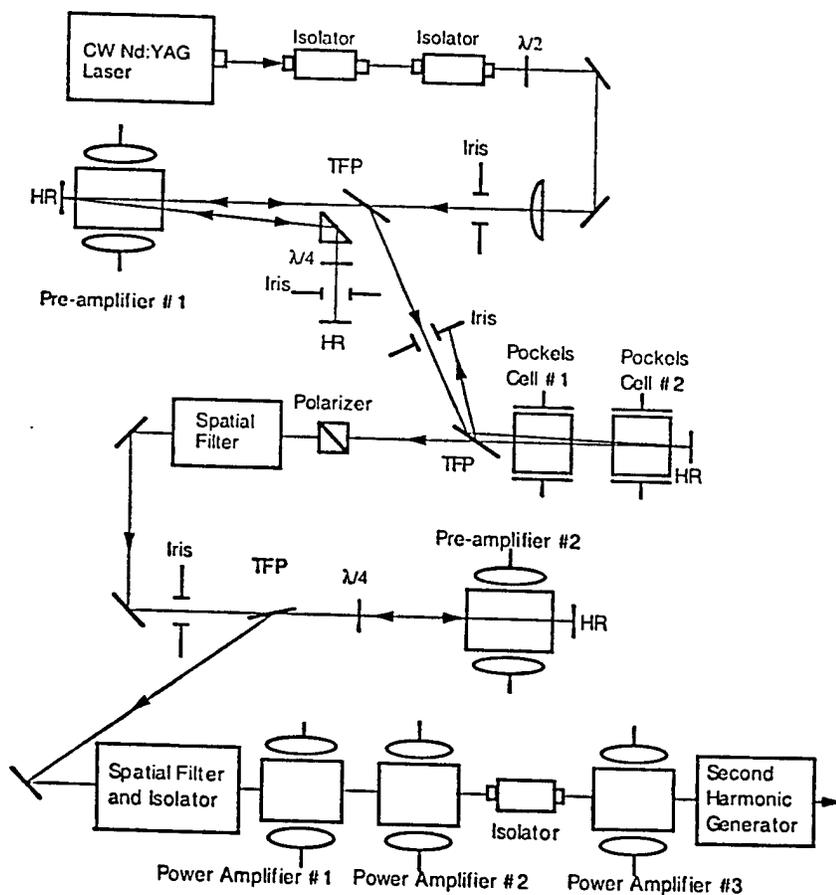 CW Nd:YAG
Laser
Isolator
Isolator
λ/2
TFP
Iris
HR
λ/4
Iris
HR
Pre-amplifier #1
Iris
Pockels
Cell #1
Pockels
Cell #2
Polarizer
Spatial
Filter
TFP
HR
Pre-amplifier #2
Iris
TFP
λ/4
HR
Spatial Filter
and Isolator
Isolator
Second
Harmonic
Generator
Power Amplifier #1
Power Amplifier #2
Power Amplifier #3